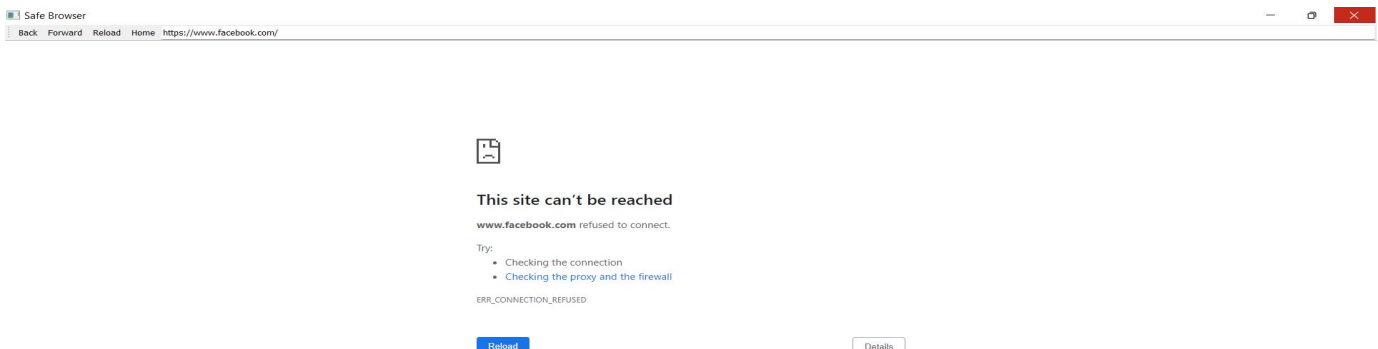 Safe Browser
Back Forward Reload Home https://www.facebook.com/
This site can't be reached
www.facebook.com refused to connect.
Try:
• Checking the connection
• Checking the proxy and the firewall
ERR_CONNECTION_REFUSED
Reload Details